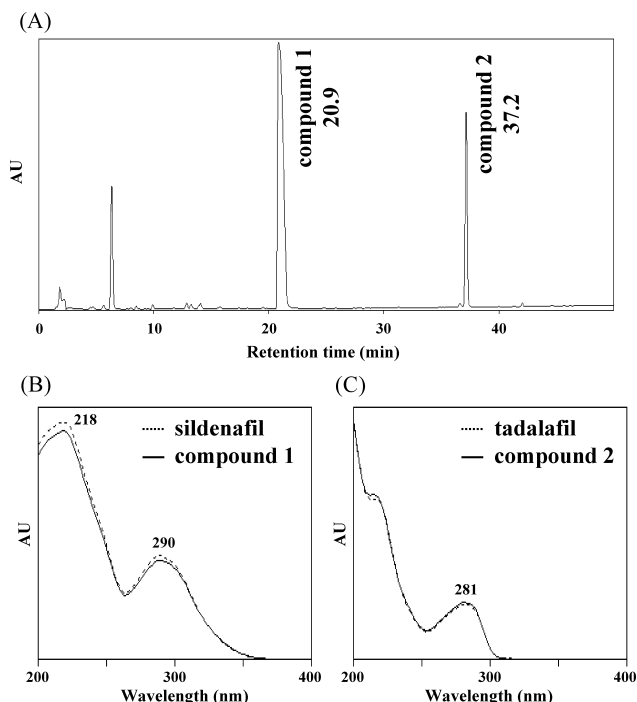 (A)
AU
compound 1
20.9
compound 2
37.2
0
10
20
30
40
Retention time (min)
(B)
AU
218
sildenafil
compound 1
290
200
300
400
Wavelength (nm)
(C)
AU
tadalafil
compound 2
281
200
300
400
Wavelength (nm)